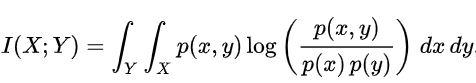 I(X;Y) = ∫_Y ∫_X p(x,y) log ( p(x,y) / p(x) p(y) ) dx dy.